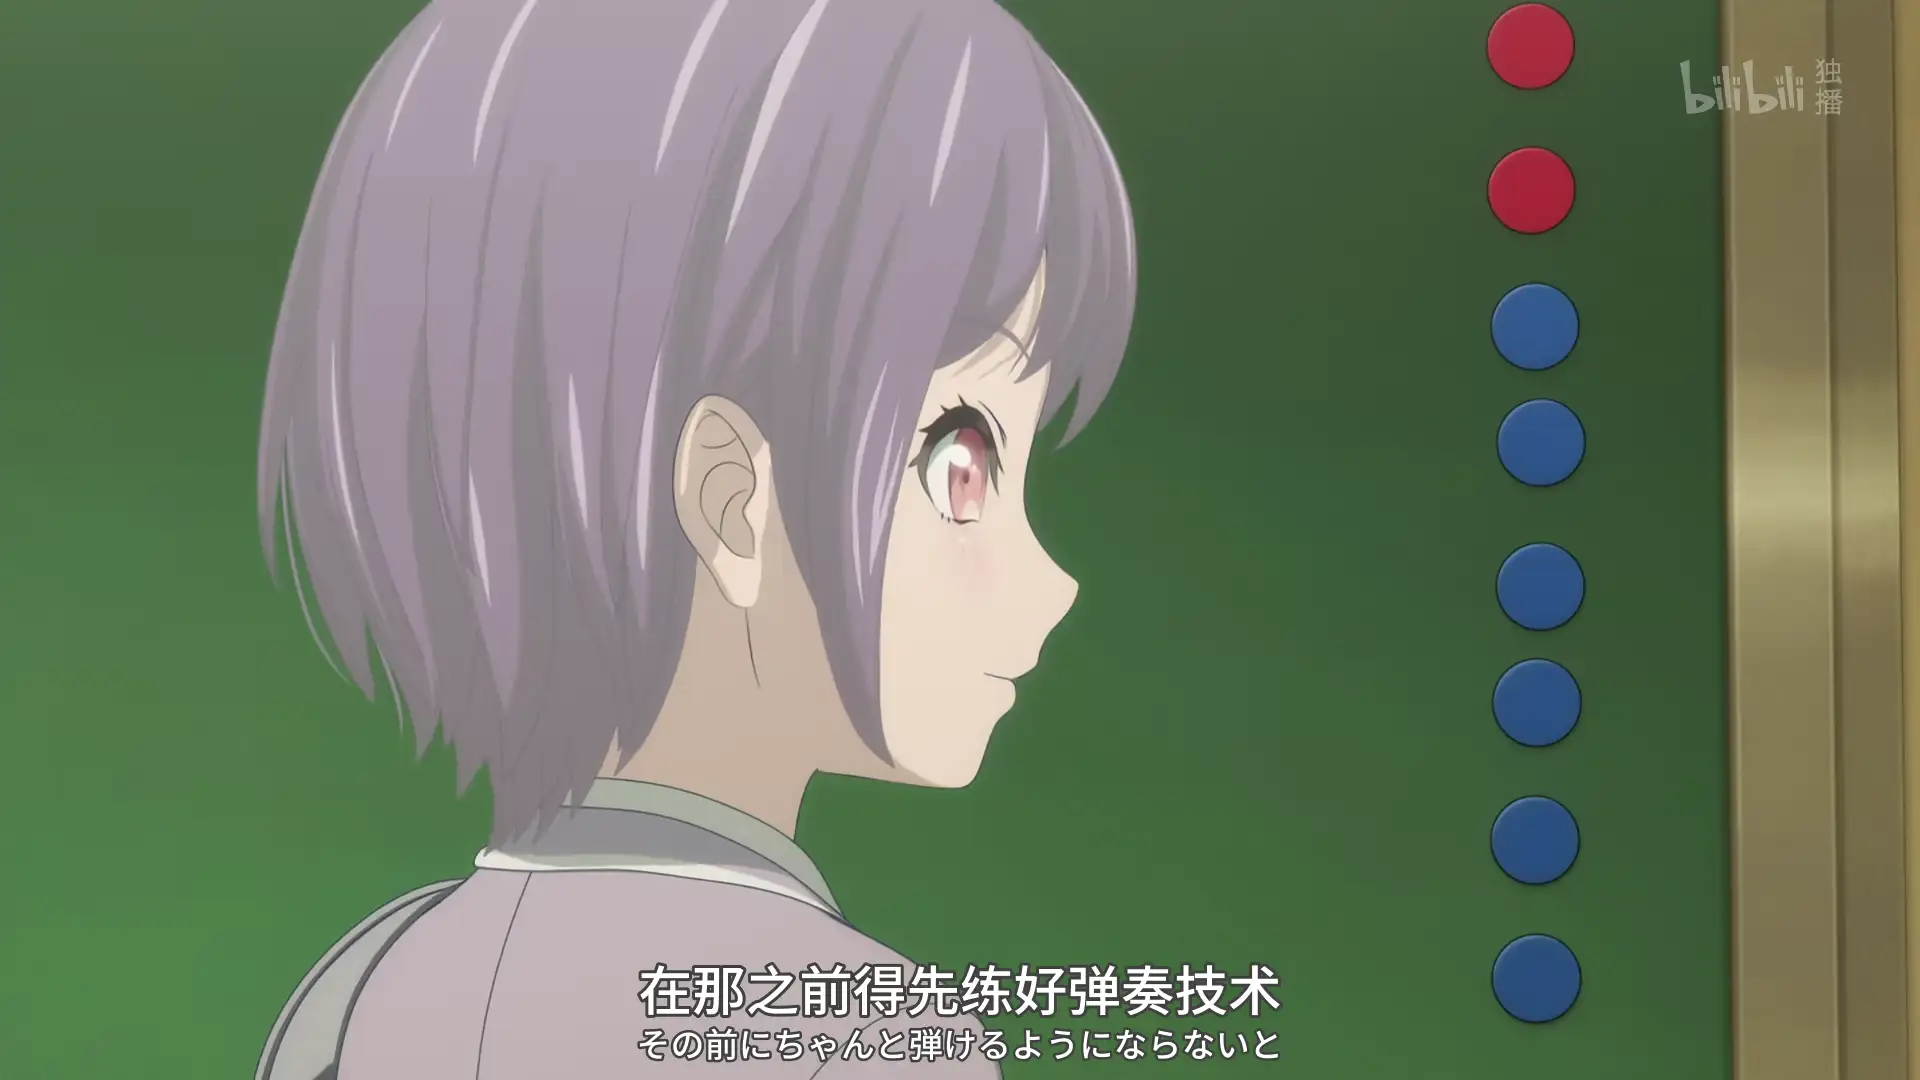 bilibili 独播
在那之前得先练好弹奏技术
その前にちゃんと弾けるようにならないと